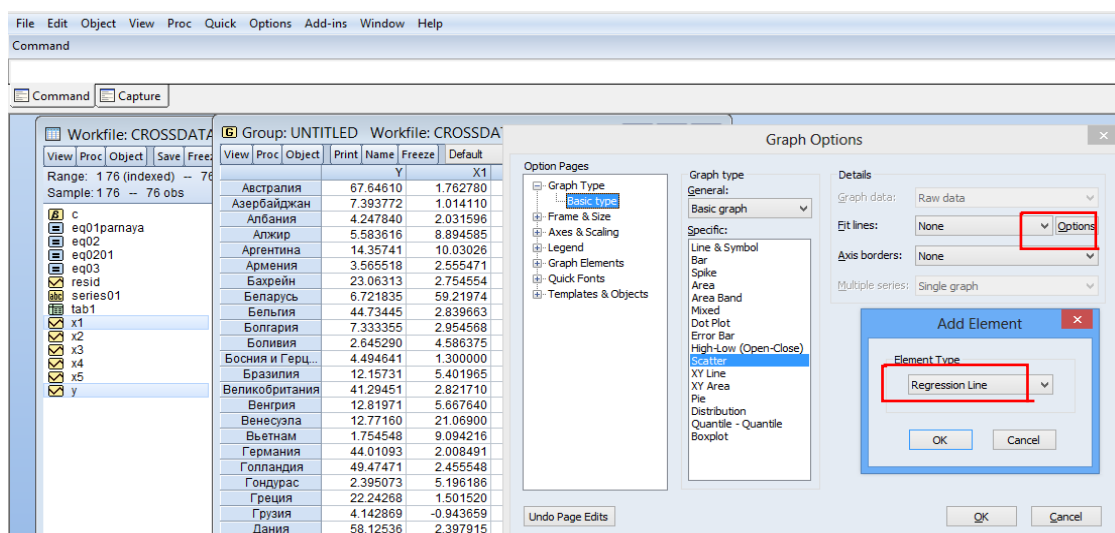 File Edit Object View Proc Quick Options Add-ins Window Help
Command
Command Capture
Workfile: CROSSDATA
View Proc Object Save Freez
Range: 1 76 (indexed) -- 76
Sample: 1 76 -- 76 obs
c
eq01parnaya
eq02
eq0201
eq03
resid
series01
tab1
x1
x2
x3
x4
x5
y
Group: UNTITLED Workfile: CROSSDA
View Proc Object Print Name Freeze Default
Y X1
Австралия 67.64610 1.762780
Азербайджан 7.393772 1.014110
Албания 4.247840 2.031596
Алжир 5.583616 8.894585
Аргентина 14.35741 10.03026
Армения 3.565518 2.555471
Бахрейн 23.06313 2.754554
Беларусь 6.721835 59.21974
Бельгия 44.73445 2.839663
Болгария 7.333355 2.954568
Боливия 2.645290 4.586375
Босния и Герц... 4.494641 1.300000
Бразилия 12.15731 5.401965
Великобритания 41.29451 2.821710
Венгрия 12.81971 5.667640
Венесуэла 12.77160 21.06900
Вьетнам 1.754548 9.094216
Германия 44.01093 2.008491
Голландия 49.47471 2.455548
Гондурас 2.395073 5.196186
Греция 22.24268 1.501520
Грузия 4.142869 -0.943659
Дания 58.12536 2.397915
Graph Options
Option Pages
Graph Type
Basic type
Frame & Size
Axes & Scaling
Legend
Graph Elements
Quick Fonts
Templates & Objects
Undo Page Edits
Graph type
General:
Basic graph
Specific:
Line & Symbol
Bar
Spike
Area
Area Band
Mixed
Dot Plot
Error Bar
High-Low (Open-Close)
Scatter
XY Line
XY Area
Pie
Distribution
Quantile - Quantile
Boxplot
Details
Graph data: Raw data
Fit lines: None Options
Axis borders: None
Multiple series: Single graph
Add Element
Element Type
Regression Line
OK Cancel
OK Cancel